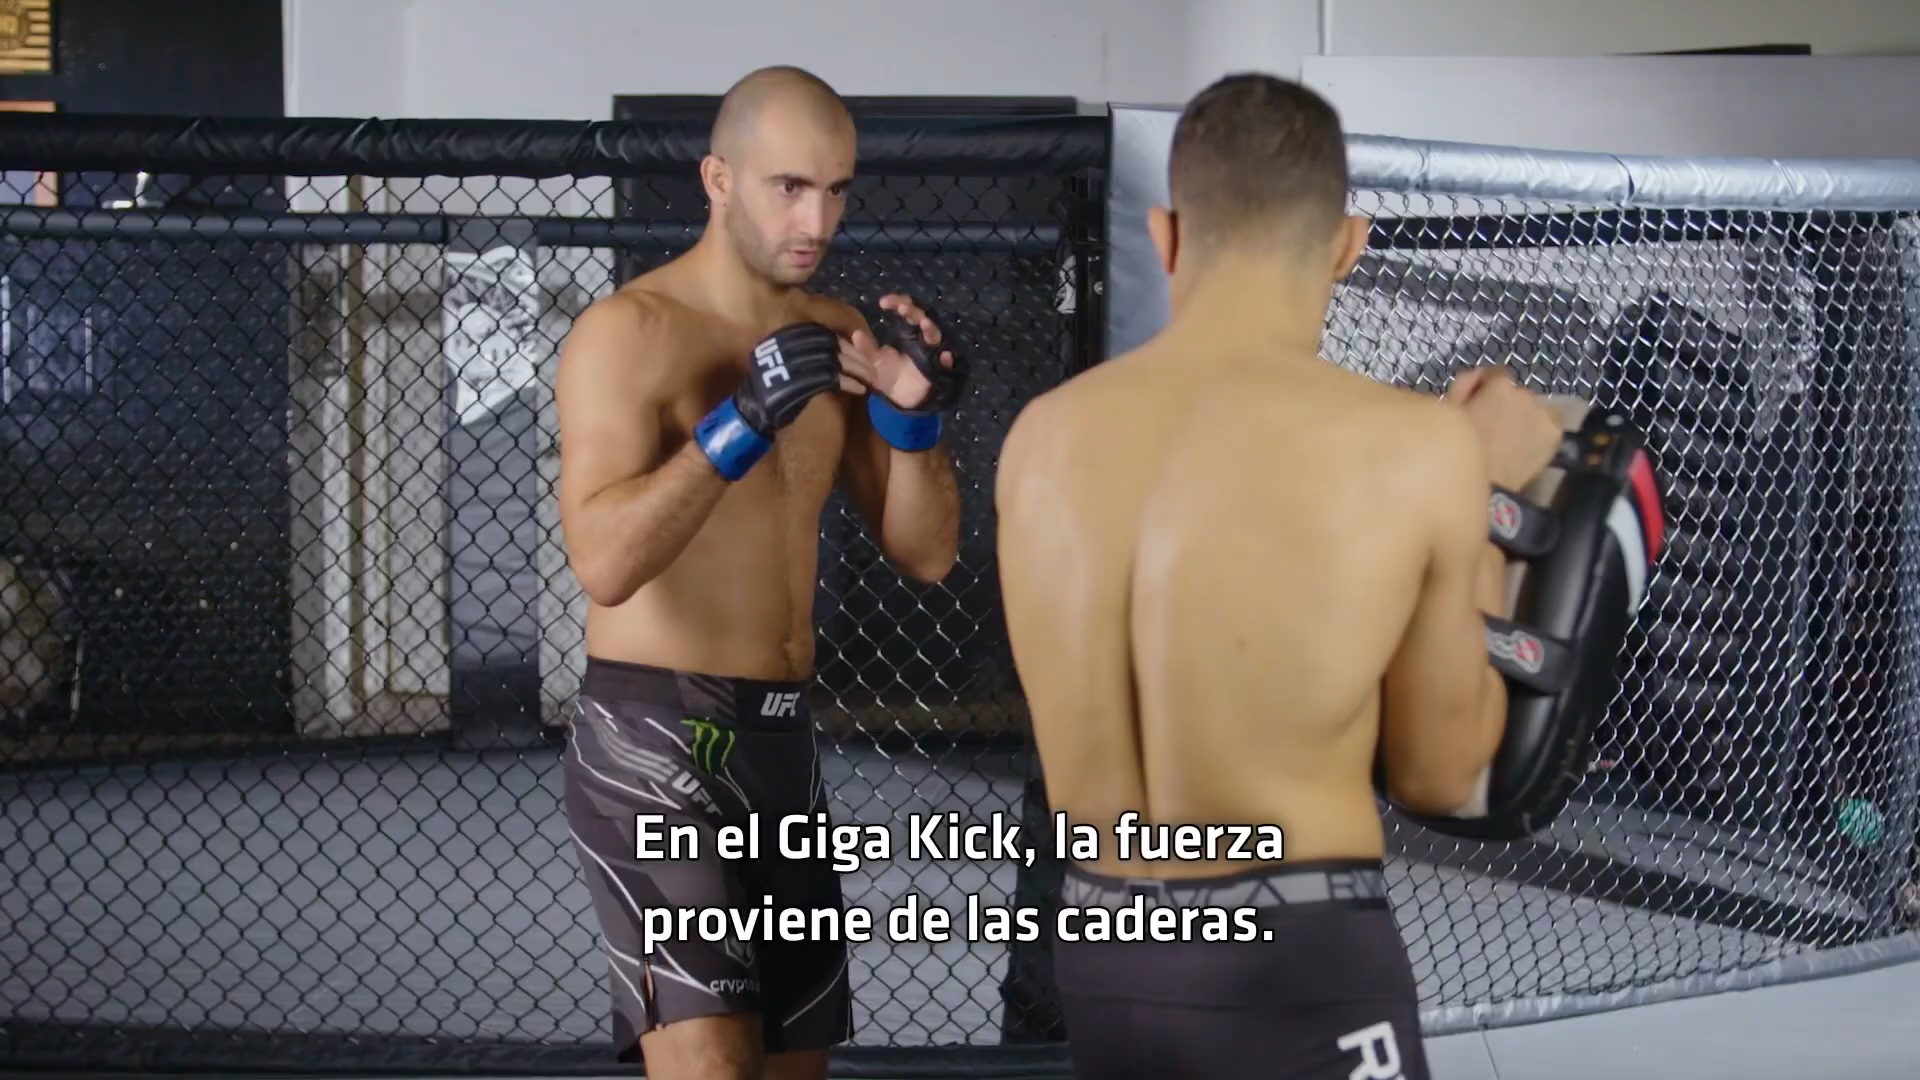 UFC
UFC
UFC
En el Giga Kick, la fuerza
proviene de las caderas.